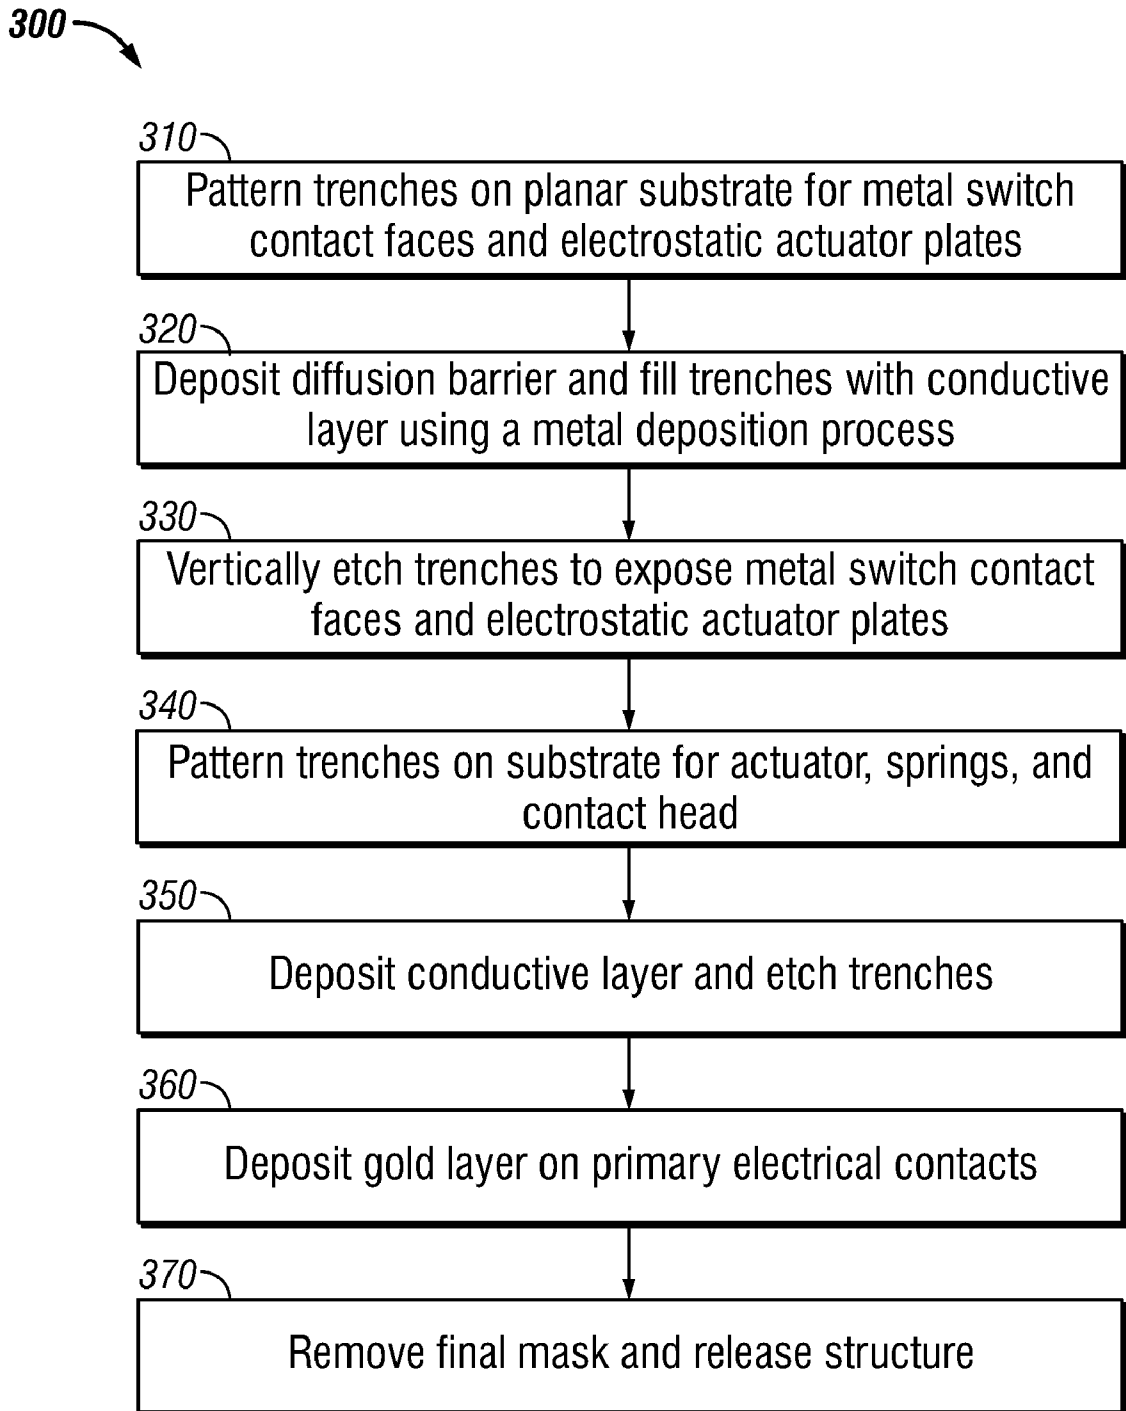 300
310
Pattern trenches on planar substrate for metal switch
contact faces and electrostatic actuator plates
320
Deposit diffusion barrier and fill trenches with conductive
layer using a metal deposition process
330
Vertically etch trenches to expose metal switch contact
faces and electrostatic actuator plates
340
Pattern trenches on substrate for actuator, springs, and
contact head
350
Deposit conductive layer and etch trenches
360
Deposit gold layer on primary electrical contacts
370
Remove final mask and release structure